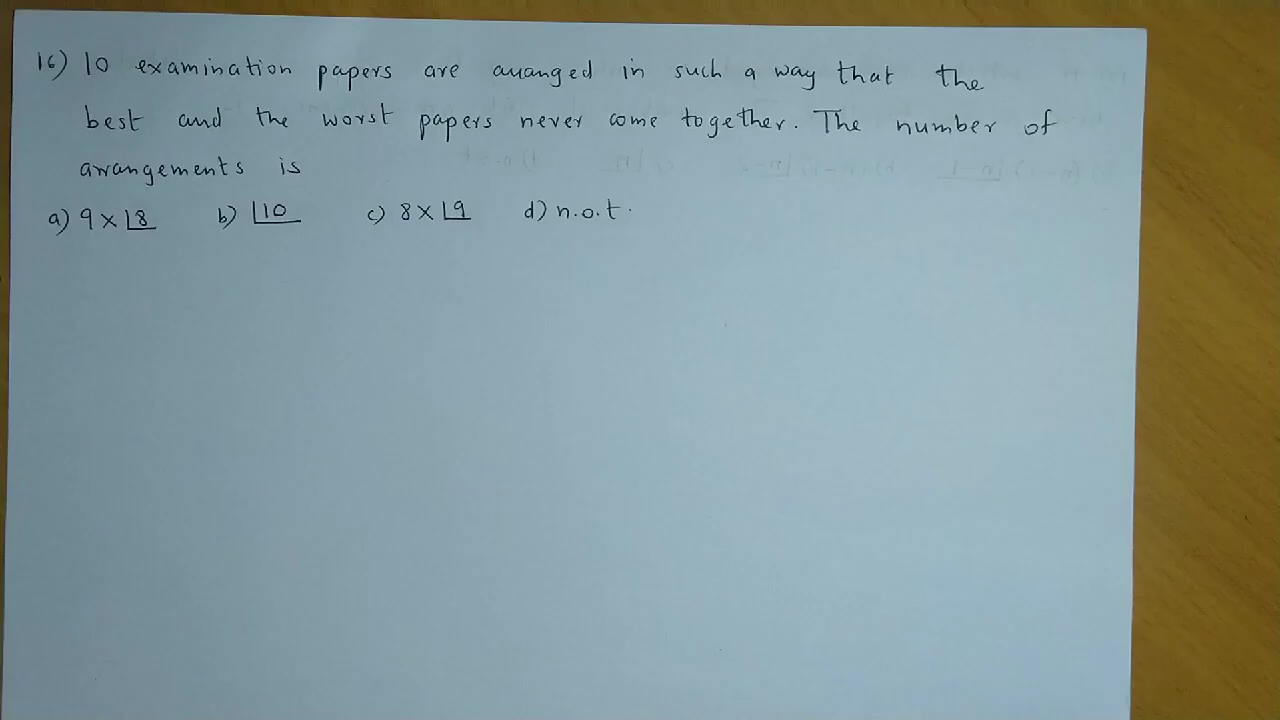 16) 10 examination papers are arranged in such a way that the
best and the worst papers never come together. The number of
arrangements is
a) 9 × ⌊8 b) ⌊10 c) 8 × ⌊9 d) n.o.t.